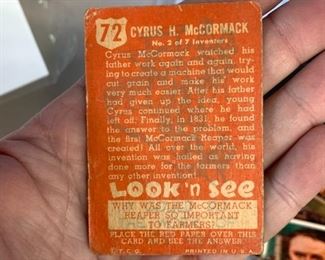 72
CYRUS H. McCORMACK
No. 2 of 7 Inventors
Cyrus McCormack watched his
father work again and again, try-
ing to create a machine that would
cut grain and make his work
very much easier. After his father
had given up the idea, young
Cyrus continued where he had
left off. Finally, in 1831, he found
the answer to the problem, and
the first McCormack Reaper was
created! All over the world, his
invention was hailed as having
done more for the farmers than
any other invention!
LOOK 'n SEE
WHY WAS THE McCORMACK
REAPER SO IMPORTANT
TO FARMERS?
PLACE THE RED PAPER OVER THIS
CARD AND SEE THE ANSWER.
T. C. G. PRINTED IN U.S.A.